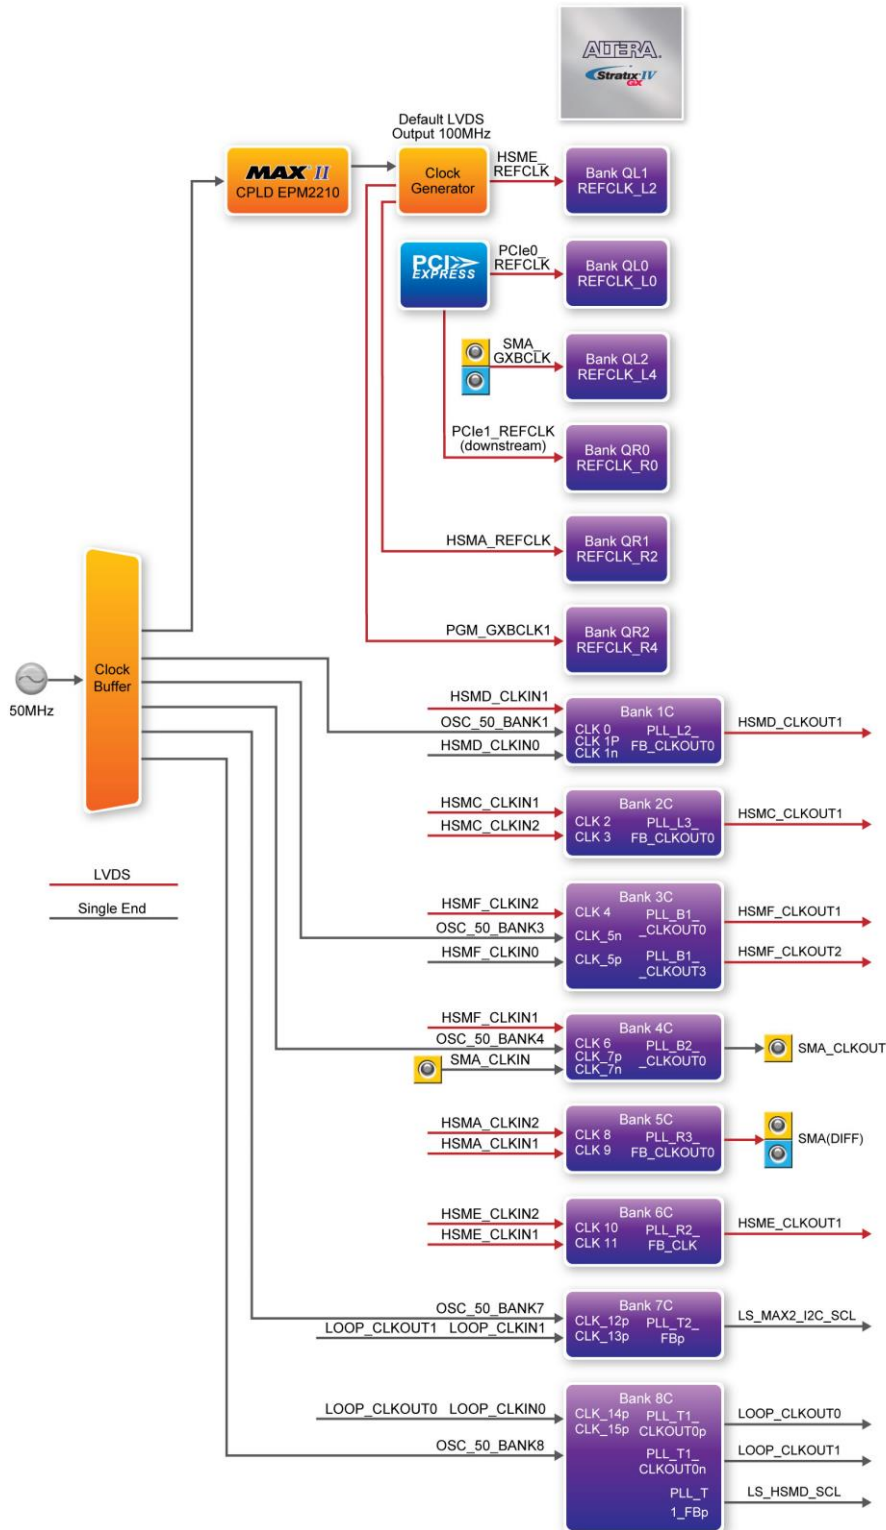 ALTERA.
Stratix IV
GX
Default LVDS
Output 100MHz
MAX II
CPLD EPM2210
Clock
Generator
HSME_
REFCLK
Bank QL1
REFCLK_L2
PCI
EXPRESS
PCIe0_
REFCLK
Bank QL0
REFCLK_L0
SMA_
GXBCLK
Bank QL2
REFCLK_L4
PCIe1_REFCLK
(downstream)
Bank QR0
REFCLK_R0
HSMA_REFCLK
Bank QR1
REFCLK_R2
PGM_GXBCLK1
Bank QR2
REFCLK_R4
50MHz
Clock
Buffer
LVDS
Single End
HSMD_CLKIN1
OSC_50_BANK1
HSMD_CLKIN0
Bank 1C
CLK 0
CLK 1P
CLK 1n
PLL_L2_
FB_CLKOUT0
HSMD_CLKOUT1
HSMC_CLKIN1
HSMC_CLKIN2
Bank 2C
CLK 2
CLK 3
PLL_L3_
FB_CLKOUT0
HSMC_CLKOUT1
HSMF_CLKIN2
OSC_50_BANK3
HSMF_CLKIN0
Bank 3C
CLK 4
CLK_5n
CLK_5p
PLL_B1_
_CLKOUT0
PLL_B1_
_CLKOUT3
HSMF_CLKOUT1
HSMF_CLKOUT2
HSMF_CLKIN1
OSC_50_BANK4
SMA_CLKIN
Bank 4C
CLK 6
CLK_7p
CLK_7n
PLL_B2_
_CLKOUT0
SMA_CLKOUT
HSMA_CLKIN2
HSMA_CLKIN1
Bank 5C
CLK 8
CLK 9
PLL_R3_
FB_CLKOUT0
SMA(DIFF)
HSME_CLKIN2
HSME_CLKIN1
Bank 6C
CLK 10
CLK 11
PLL_R2_
FB_CLK
HSME_CLKOUT1
OSC_50_BANK7
LOOP_CLKOUT1 LOOP_CLKIN1
Bank 7C
CLK_12p
CLK_13p
PLL_T2_
FBp
LS_MAX2_I2C_SCL
LOOP_CLKOUT0 LOOP_CLKIN0
OSC_50_BANK8
Bank 8C
CLK_14p
CLK_15p
PLL_T1_
CLKOUT0p
PLL_T1_
CLKOUT0n
PLL_T
1_FBp
LOOP_CLKOUT0
LOOP_CLKOUT1
LS_HSMD_SCL